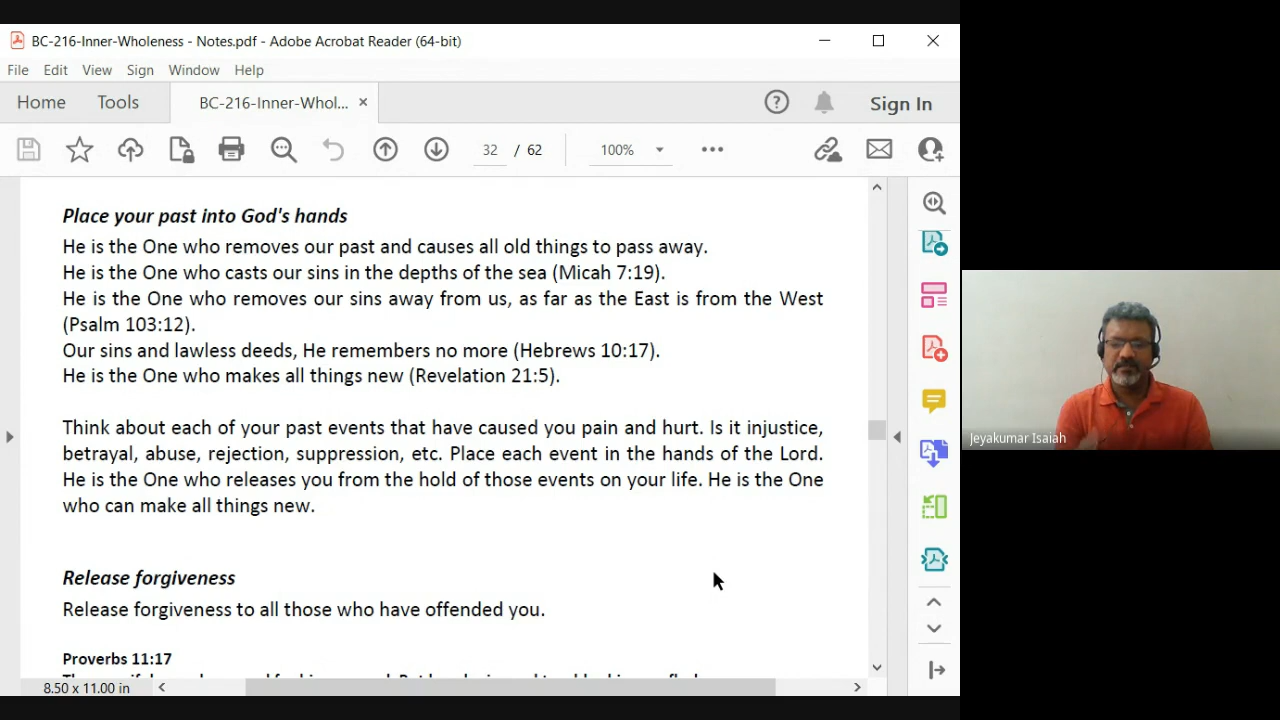 BC-216-Inner-Wholeness - Notes.pdf - Adobe Acrobat Reader (64-bit)
File Edit View Sign Window Help
Home Tools BC-216-Inner-Whol... × Sign In
32 / 62 100%
Place your past into God's hands
He is the One who removes our past and causes all old things to pass away.
He is the One who casts our sins in the depths of the sea (Micah 7:19).
He is the One who removes our sins away from us, as far as the East is from the West
(Psalm 103:12).
Our sins and lawless deeds, He remembers no more (Hebrews 10:17).
He is the One who makes all things new (Revelation 21:5).
Think about each of your past events that have caused you pain and hurt. Is it injustice,
betrayal, abuse, rejection, suppression, etc. Place each event in the hands of the Lord.
He is the One who releases you from the hold of those events on your life. He is the One
who can make all things new.
Release forgiveness
Release forgiveness to all those who have offended you.
Proverbs 11:17
8.50 x 11.00 in
Jeyakumar Isaiah